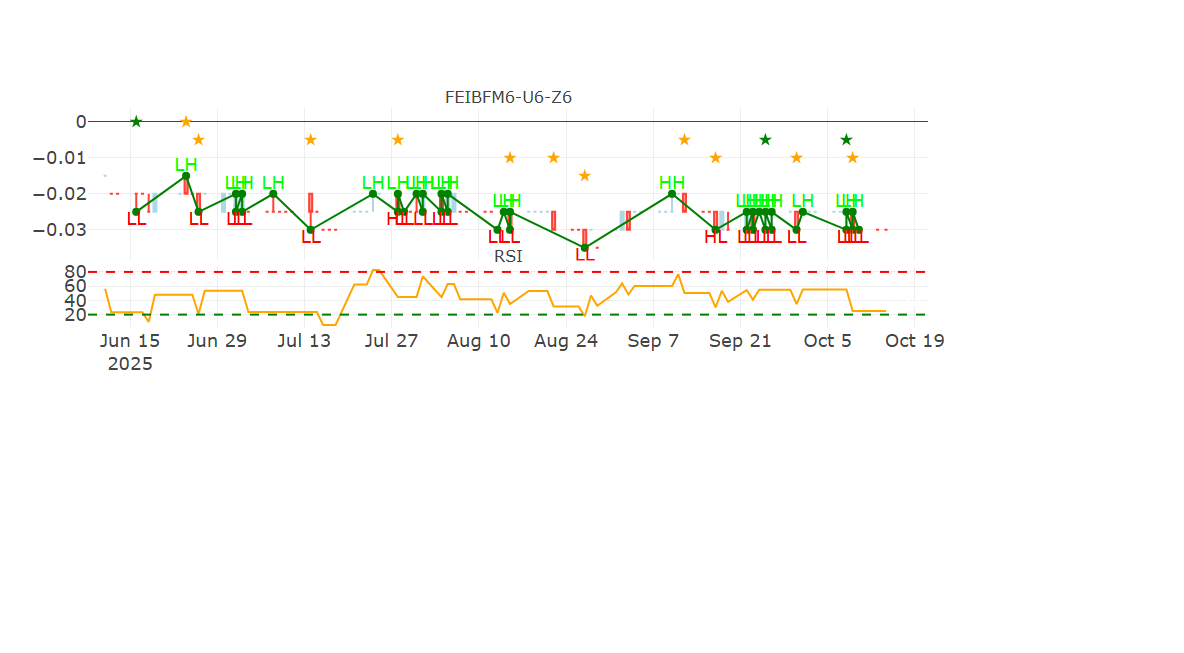 FEIBFM6-U6-Z6
0
−0.01
−0.02
−0.03
LH
LH
LH
LH
LH
HH
LH
LL
LL
LL
LL
LL
HL
LL
RSI
80
60
40
20
Jun 15 Jun 29 Jul 13 Jul 27 Aug 10 Aug 24 Sep 7 Sep 21 Oct 5 Oct 19
2025